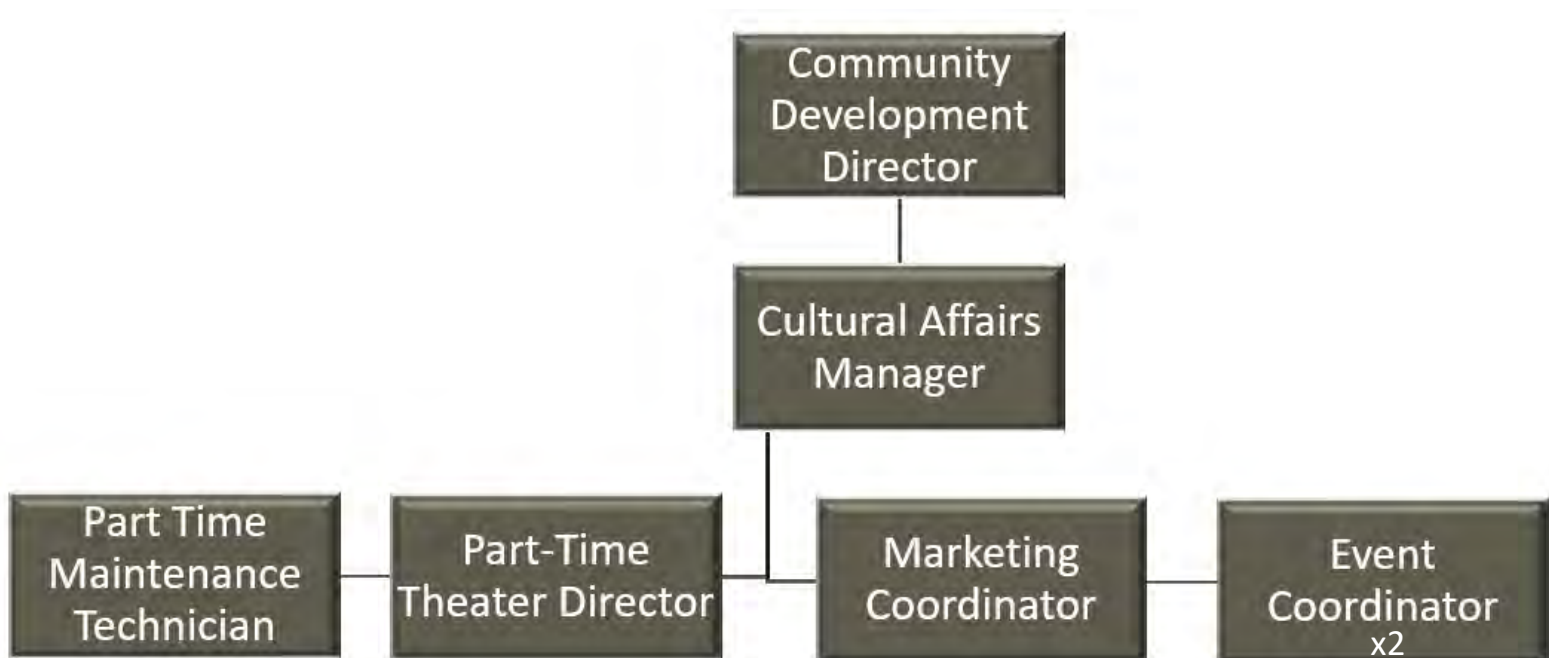 Community
Development
Director
Cultural Affairs
Manager
Part Time
Maintenance
Technician
Part-Time
Theater Director
Marketing
Coordinator
Event
Coordinator
x2